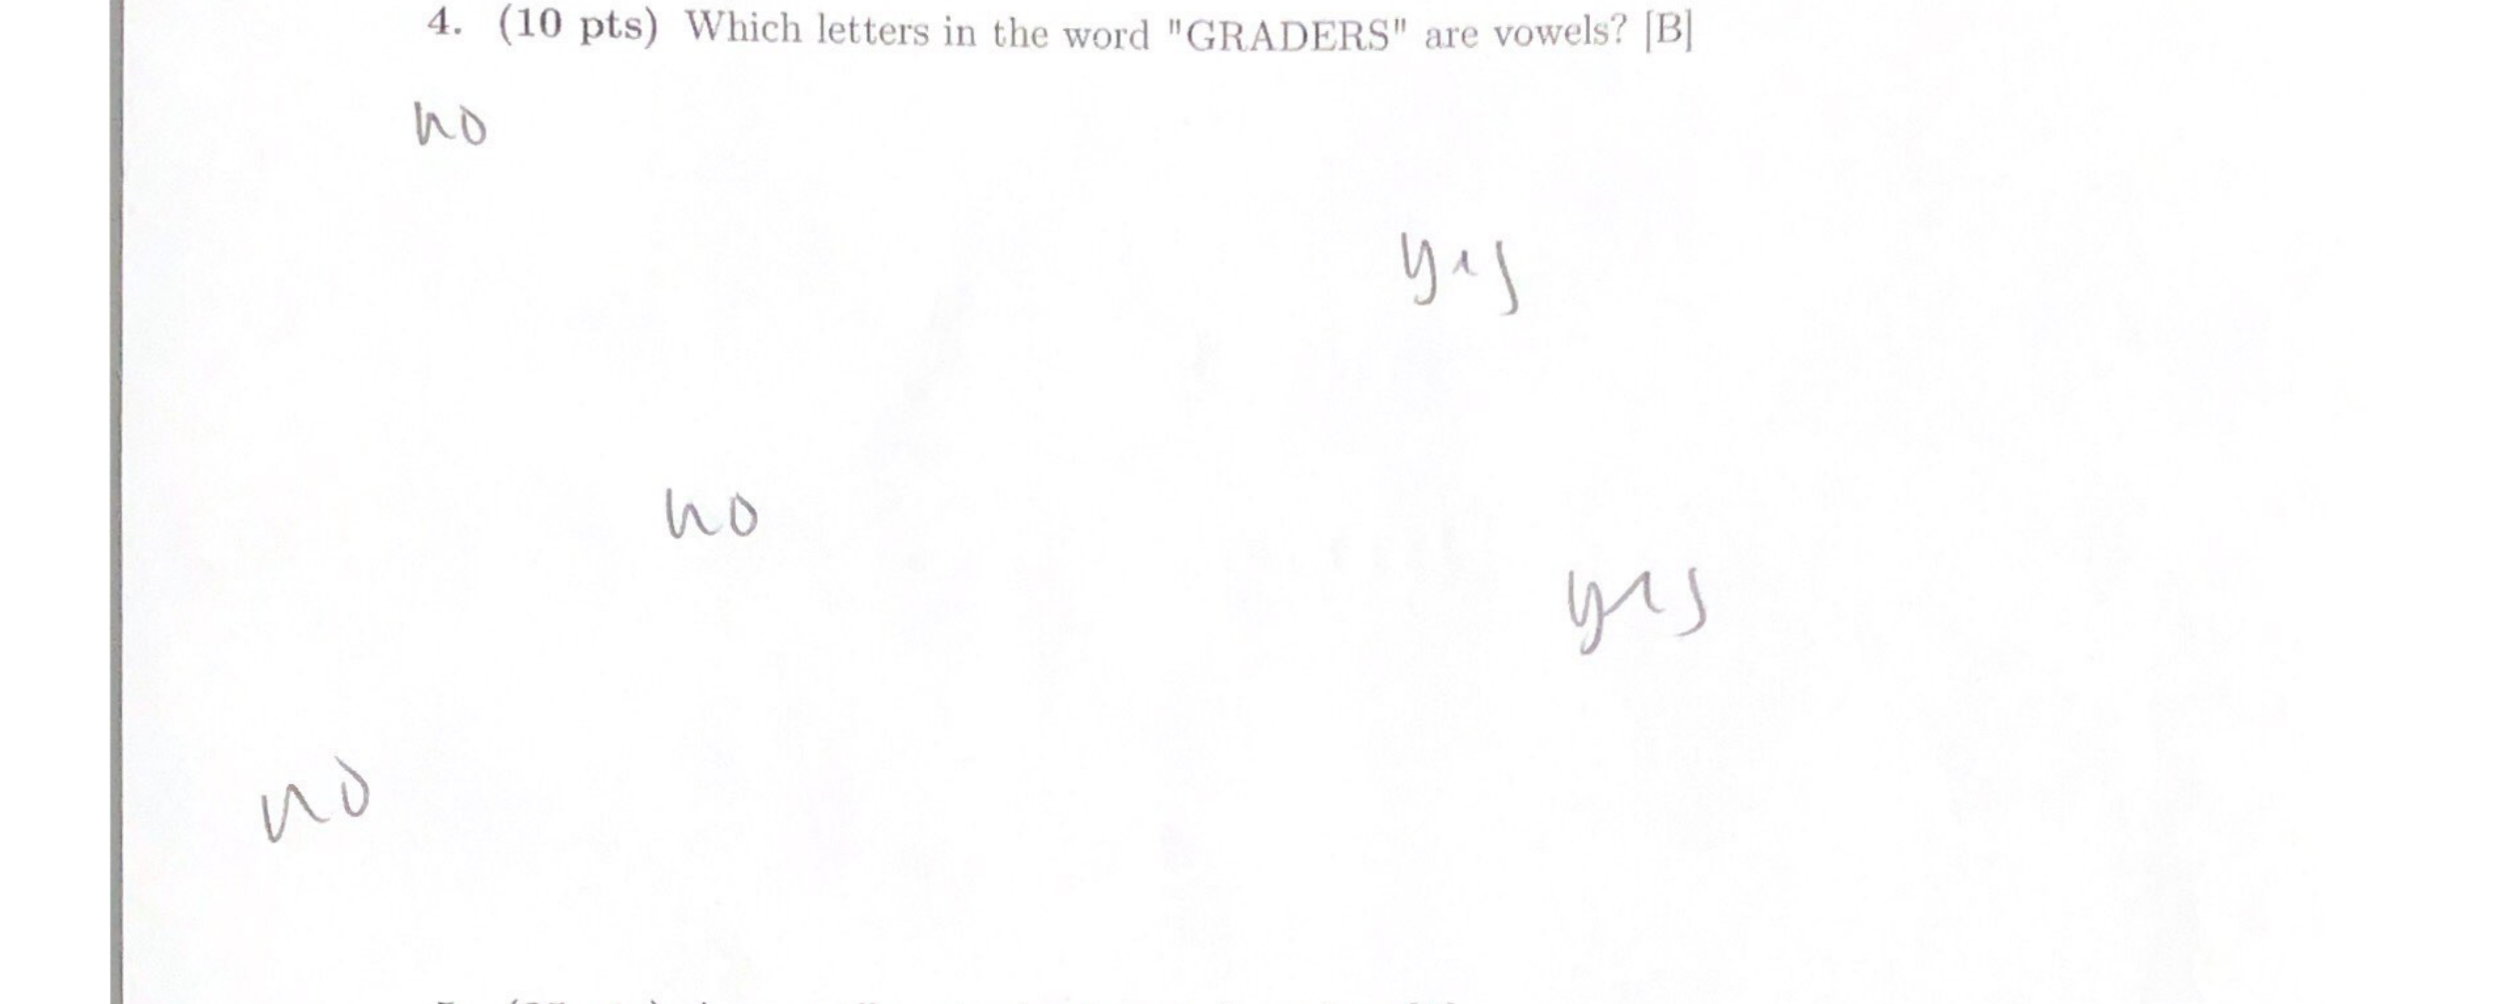 4. (10 pts) Which letters in the word "GRADERS" are vowels? [B]
no
yes
no
yes
no